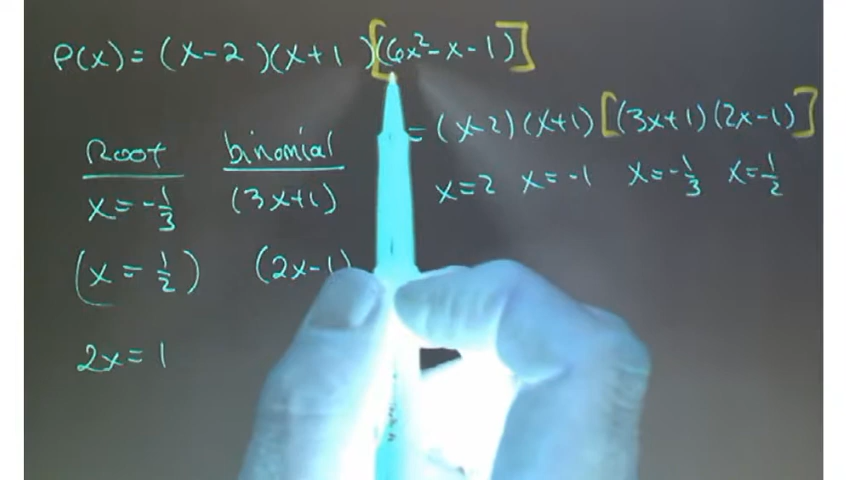 P(x) = (x-2)(x+1)[(6x²-x-1)]
= (x-2)(x+1)[(3x+1)(2x-1)]
x=2 x=-1 x=-1/3 x=1/2
Root binomial
x=-1/3 (3x+1)
(x=1/2) (2x-1)
2x=1